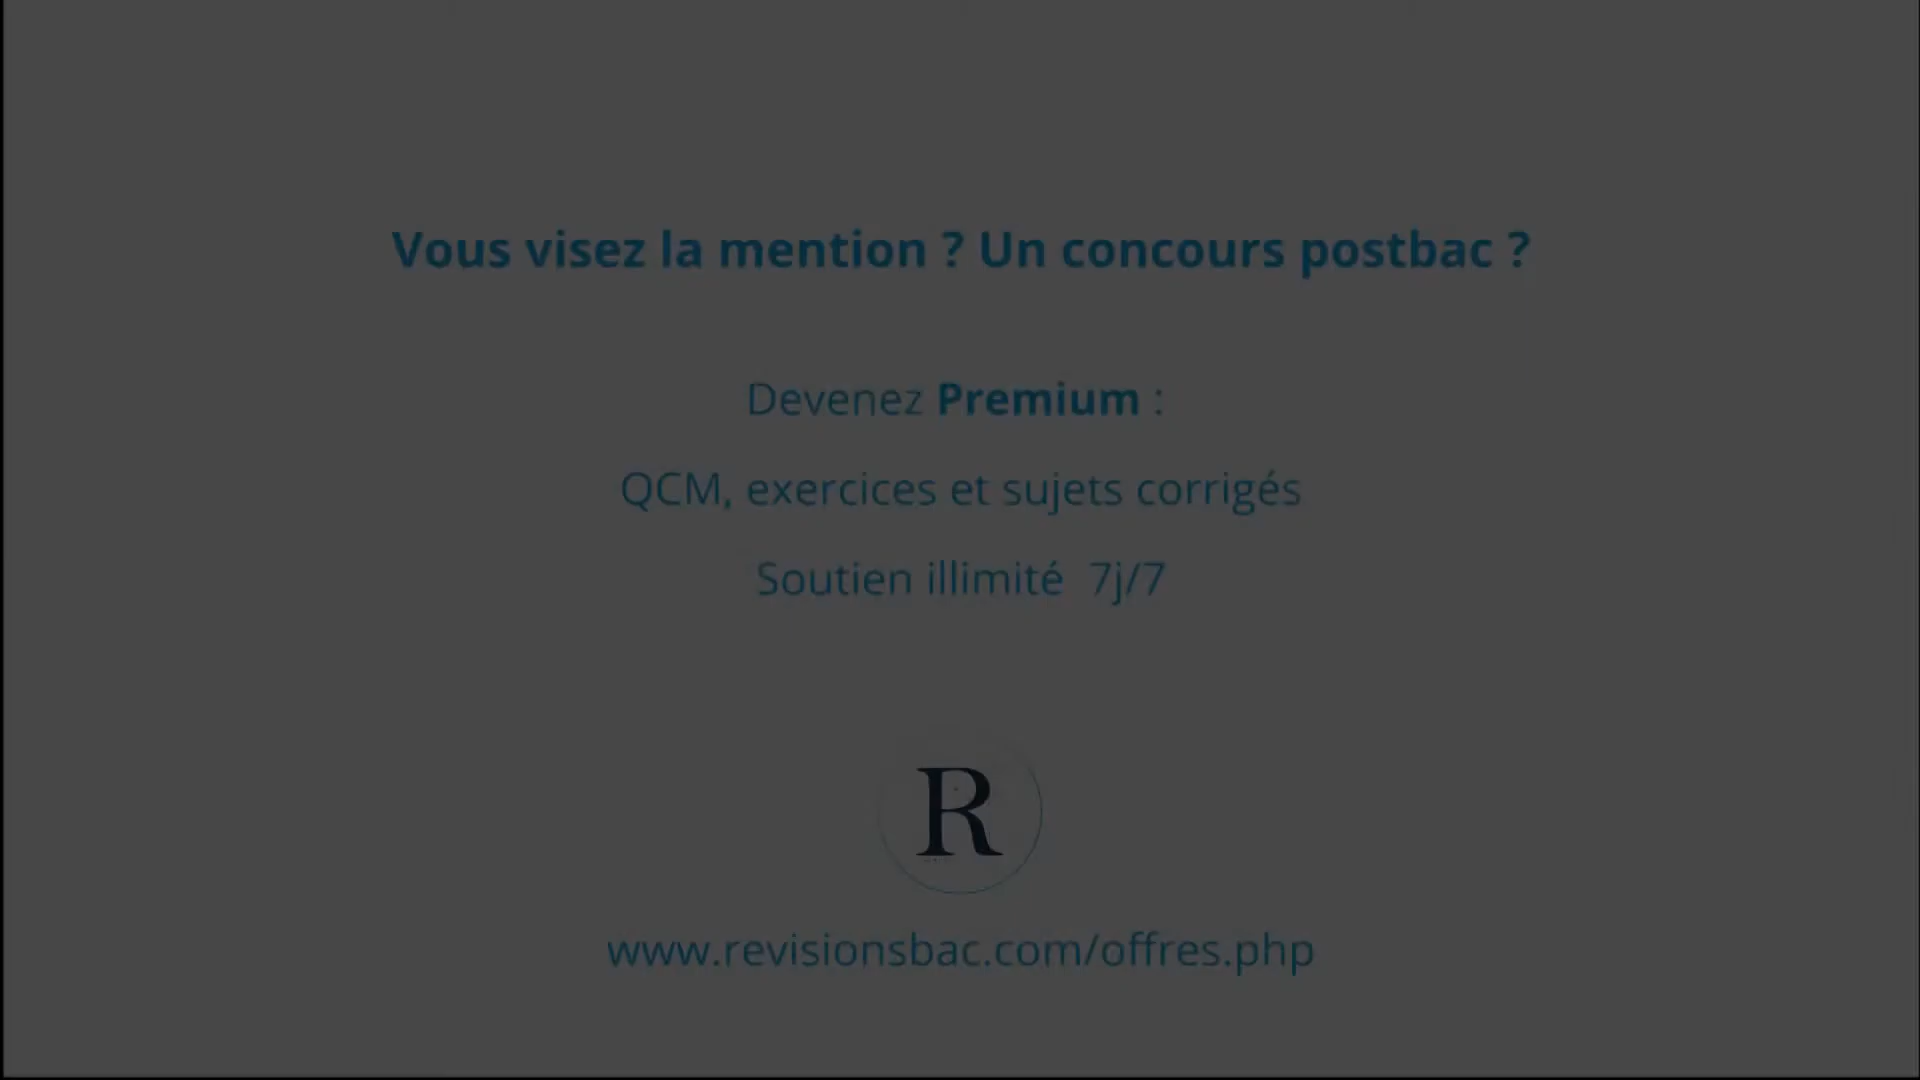 Vous visez la mention ? Un concours postbac ?
Devenez Premium :
QCM, exercices et sujets corrigés
Soutien illimité 7j/7
R
www.revisionsbac.com/offres.php